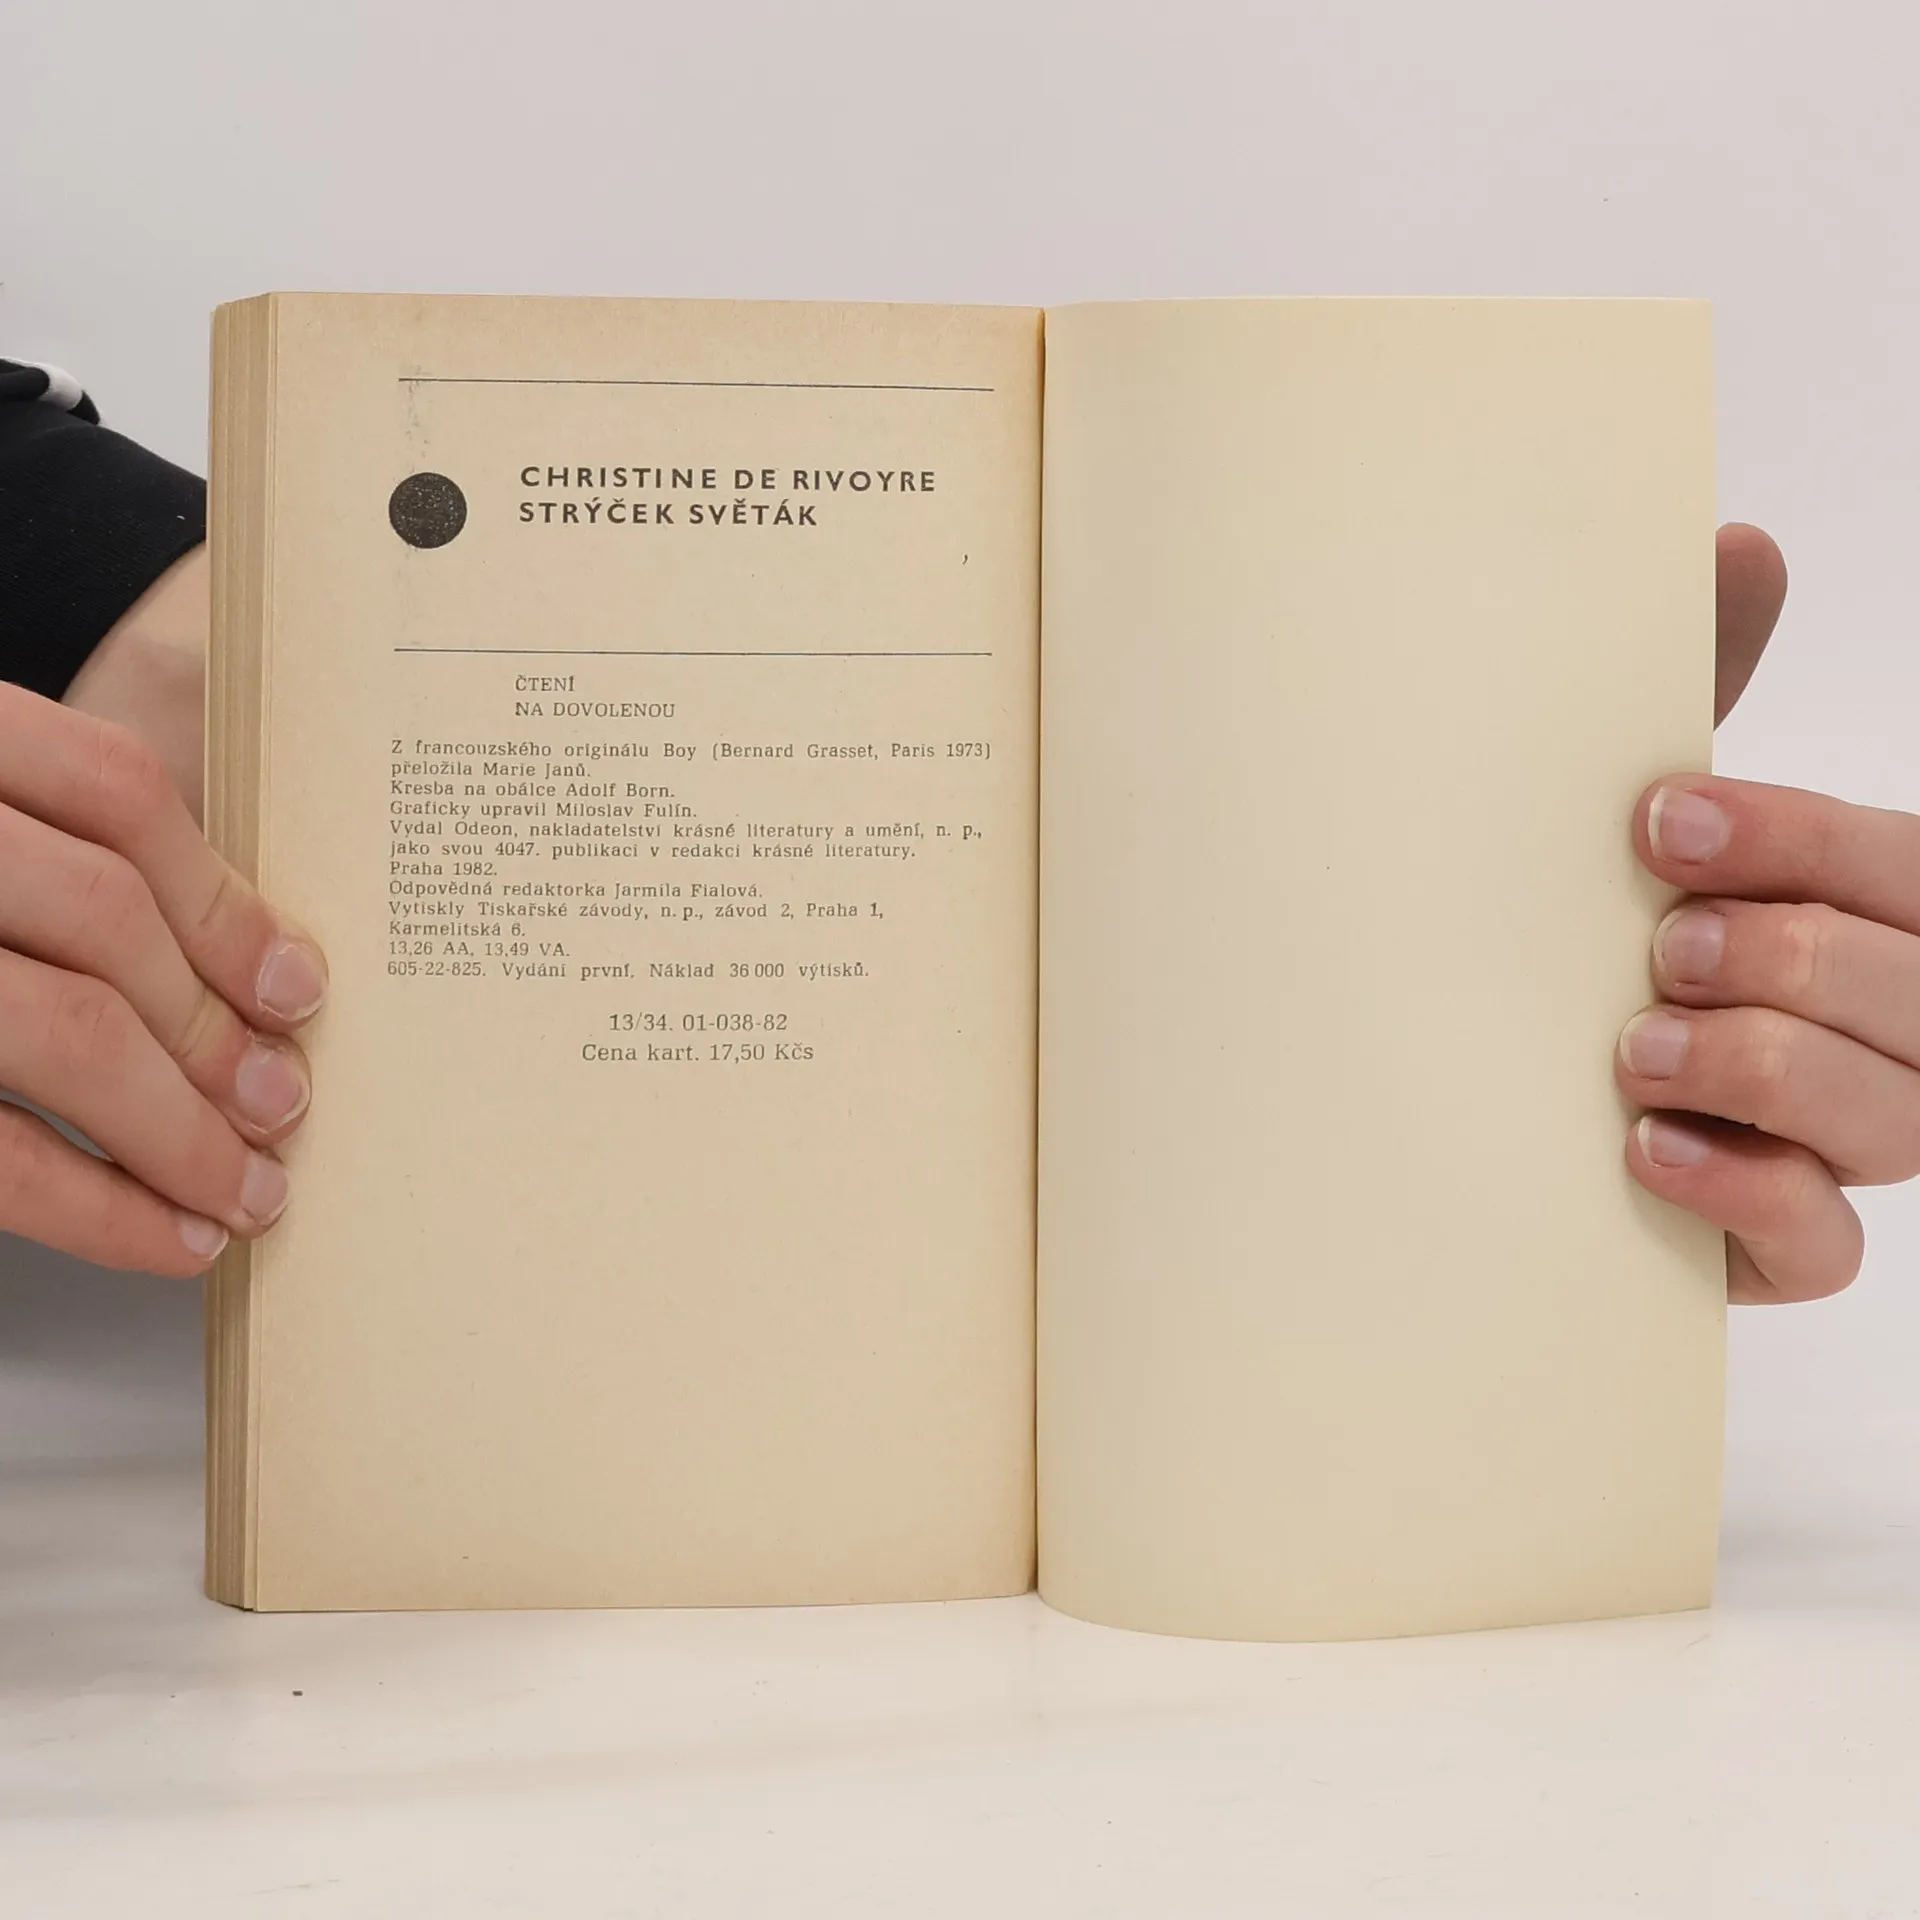 CHRISTINE DE RIVOYRE
STRÝČEK SVĚTÁK
ČTENÍ
NA DOVOLENOU
Z francouzského originálu Boy (Bernard Grasset, Paris 1973)
přeložila Marie Janů.
Kresba na obálce Adolf Born.
Graficky upravil Miloslav Fulín.
Vydal Odeon, nakladatelství krásné literatury a umění, n. p.,
jako svou 4047. publikaci v redakci krásné literatury.
Praha 1982.
Odpovědná redaktorka Jarmila Fialová.
Vytiskly Tiskařské závody, n. p., závod 2, Praha 1,
Karmelitská 6.
13,26 AA, 13,49 VA.
605-22-825. Vydání první. Náklad 36 000 výtisků.
13/34. 01-038-82
Cena kart. 17,50 Kčs